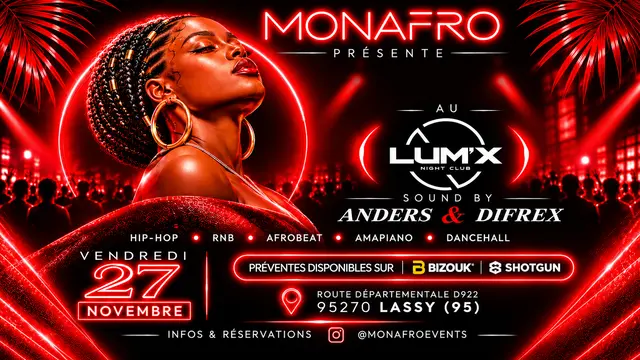 MONAFRO
PRÉSENTE
AU
LUM'X
NIGHT CLUB
SOUND BY
ANDERS & DIFREX
HIP-HOP • RNB • AFROBEAT • AMAPIANO • DANCEHALL
VENDREDI
27
NOVEMBRE
PRÉVENTES DISPONIBLES SUR | BIZOUK | SHOTGUN
ROUTE DÉPARTEMENTALE D922
95270 LASSY (95)
INFOS & RÉSERVATIONS @MONAFROEVENTS